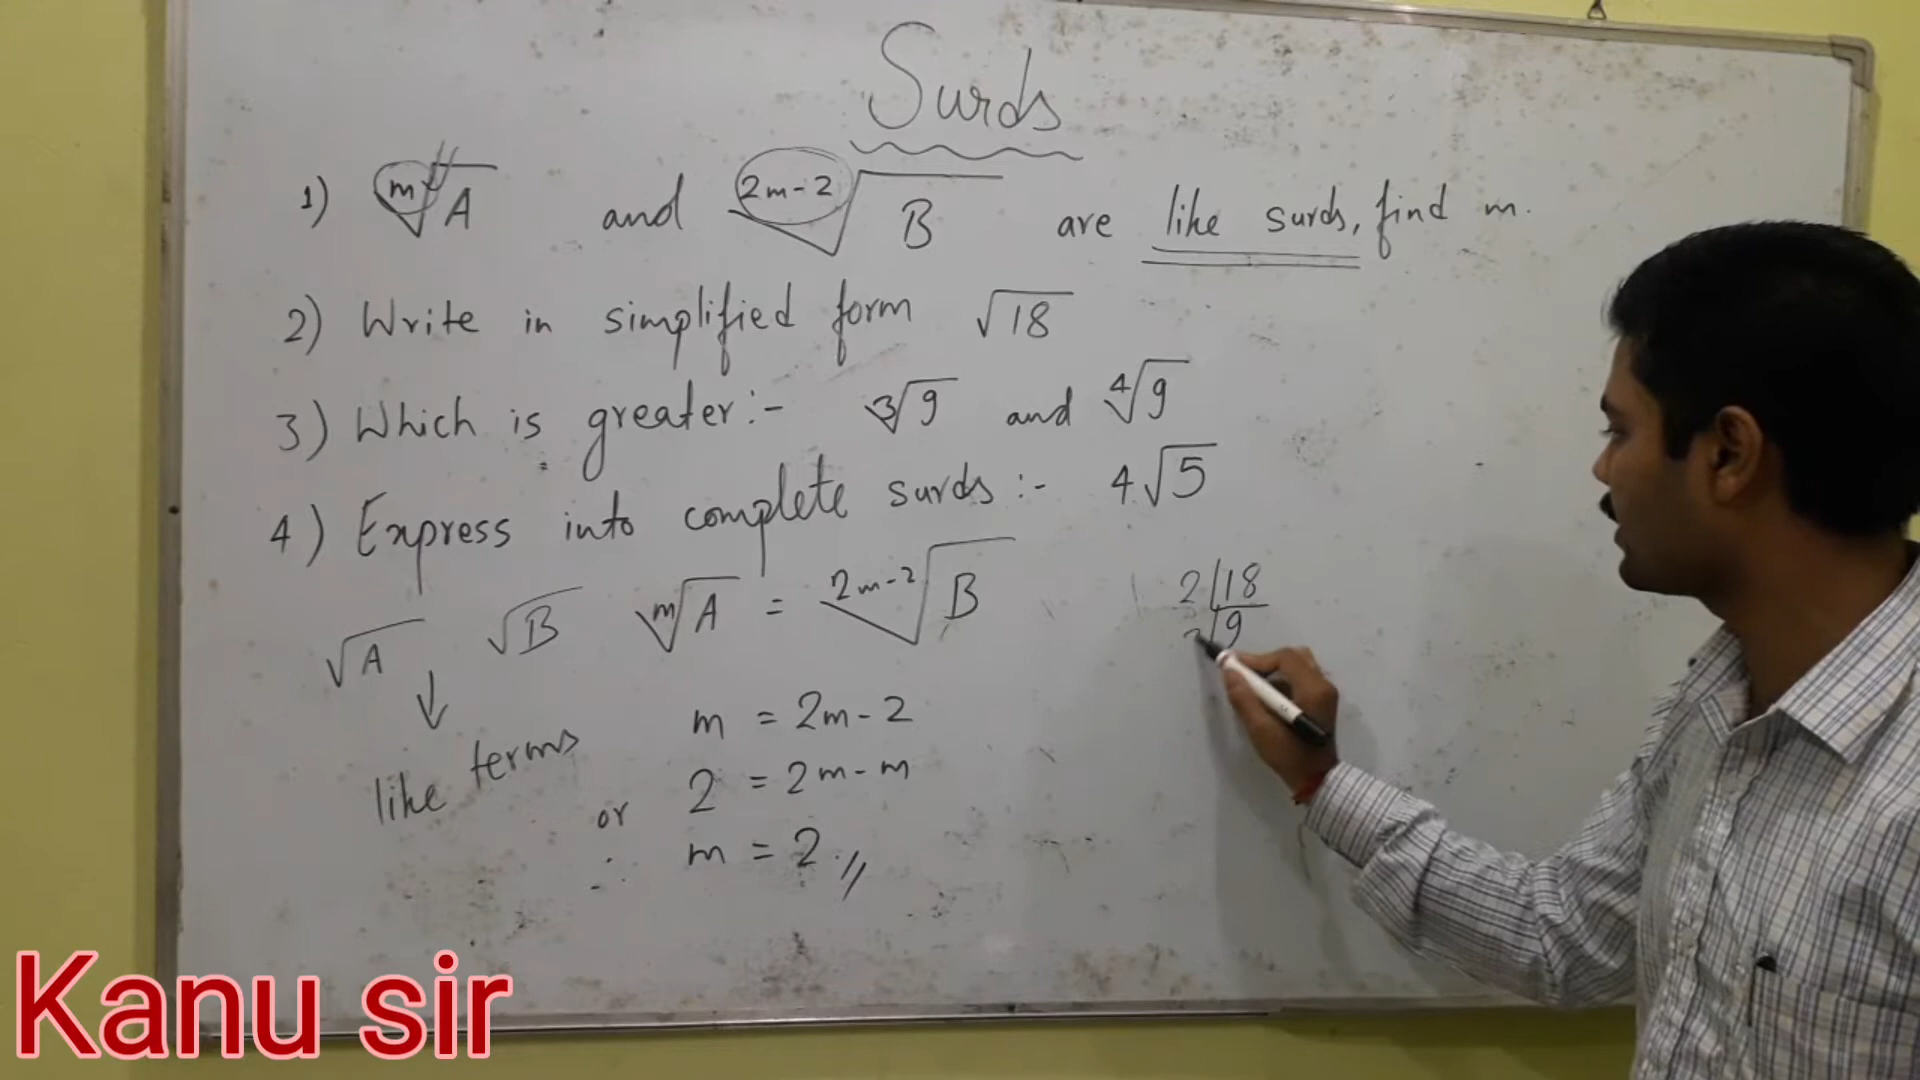 Surds
1) ᵐ√A and ²ᵐ⁻²√B are like surds, find m.
2) Write in simplified form √18
3) Which is greater:- ³√9 and ⁴√9
4) Express into complete surds :- 4√5
√A √B ᵐ√A = ²ᵐ⁻²√B
like terms
m = 2m - 2
or 2 = 2m - m
∴ m = 2.//
2 | 18
9
Kanu sir